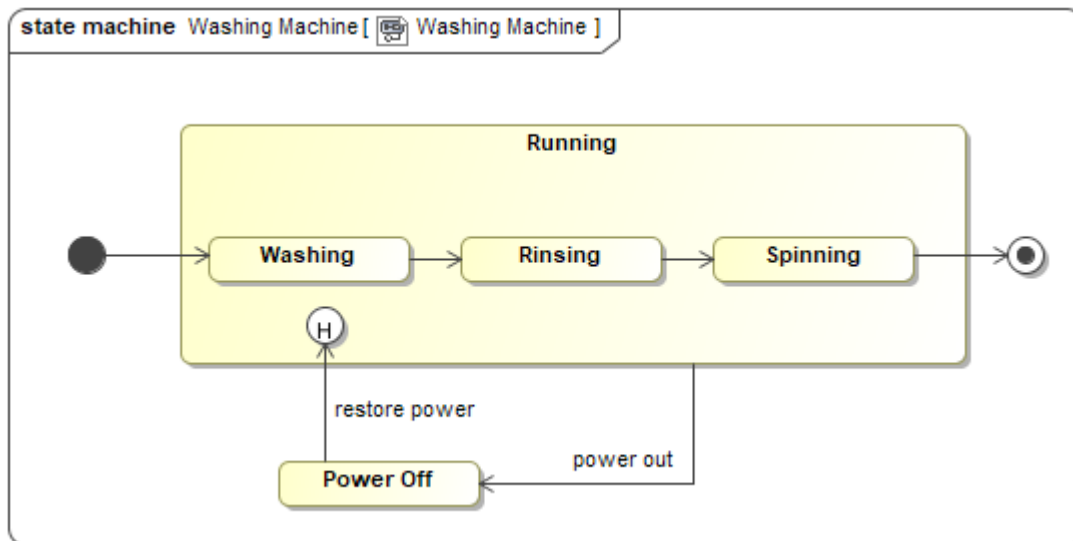 state machine Washing Machine [ Washing Machine ]
Running
Washing
Rinsing
Spinning
H
restore power
power out
Power Off